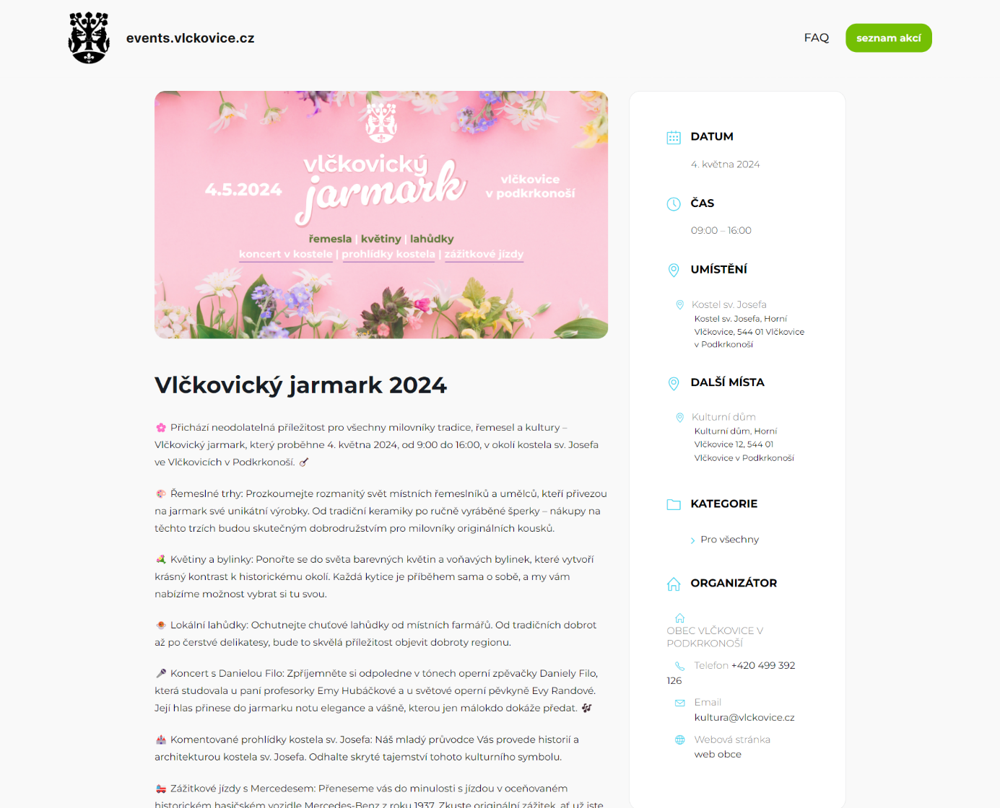 events.vlckovice.cz
FAQ
seznam akcí
vlčkovický
jarmark
4.5.2024
vlčkovice
v podkrkonoší
řemesla | květiny | lahůdky
koncert v kostele | prohlídky kostela | zážitkové jízdy
Vlčkovický jarmark 2024
🌸 Přichází neodolatelná příležitost pro všechny milovníky tradice, řemesel a kultury –
Vlčkovický jarmark, který proběhne 4. května 2024, od 9:00 do 16:00, v okolí kostela sv. Josefa
ve Vlčkovicích v Podkrkonoší. 🪕
🎨 Řemeslné trhy: Prozkoumejte rozmanitý svět místních řemeslníků a umělců, kteří přivezou
na jarmark své unikátní výrobky. Od tradiční keramiky po ručně vyráběné šperky – nákupy na
těchto trzích budou skutečným dobrodružstvím pro milovníky originálních kousků.
Květiny a bylinky: Ponořte se do světa barevných květin a voňavých bylinek, které vytvoří
krásný kontrast k historickému okolí. Každá kytice je příběhem sama o sobě, a my vám
nabízíme možnost vybrat si tu svou.
Lokální lahůdky: Ochutnejte chuťové lahůdky od místních farmářů. Od tradičních dobrot
až po čerstvé delikatesy, bude to skvělá příležitost objevit dobroty regionu.
🎤 Koncert s Danielou Filo: Zpříjemněte si odpoledne v tónech operní zpěvačky Daniely Filo,
která studovala u paní profesorky Emy Hubáčkové a u světové operní pěvkyně Evy Randové.
Její hlas přinese do jarmarku notu elegance a vášně, kterou jen málokdo dokáže předat. 🎶
🏰 Komentované prohlídky kostela sv. Josefa: Náš mladý průvodce Vás provede historií a
architekturou kostela sv. Josefa. Odhalte skryté tajemství tohoto kulturního symbolu.
🚒 Zážitkové jízdy s Mercedesem: Přeneseme vás do minulosti s jízdou v oceňovaném
historickém hasičském vozidle Mercedes-Benz z roku 1937. Zkuste originální zážitek, ať už jste
DATUM
4. května 2024
ČAS
09:00 – 16:00
UMÍSTĚNÍ
Kostel sv. Josefa
Kostel sv. Josefa, Horní
Vlčkovice, 544 01 Vlčkovice
v Podkrkonoší
DALŠÍ MÍSTA
Kulturní dům
Kulturní dům, Horní
Vlčkovice 12, 544 01
Vlčkovice v Podkrkonoší
KATEGORIE
Pro všechny
ORGANIZÁTOR
OBEC VLČKOVICE V
PODKRKONOŠÍ
Telefon +420 499 392
126
Email
kultura@vlckovice.cz
Webová stránka
web obce